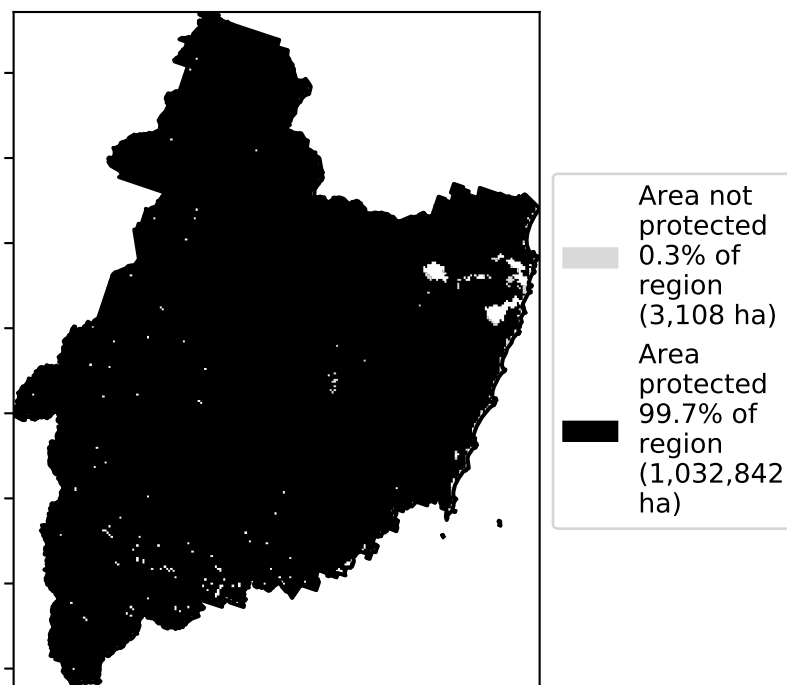 Area not
protected
0.3% of
region
(3,108 ha)
Area
protected
99.7% of
region
(1,032,842
ha)